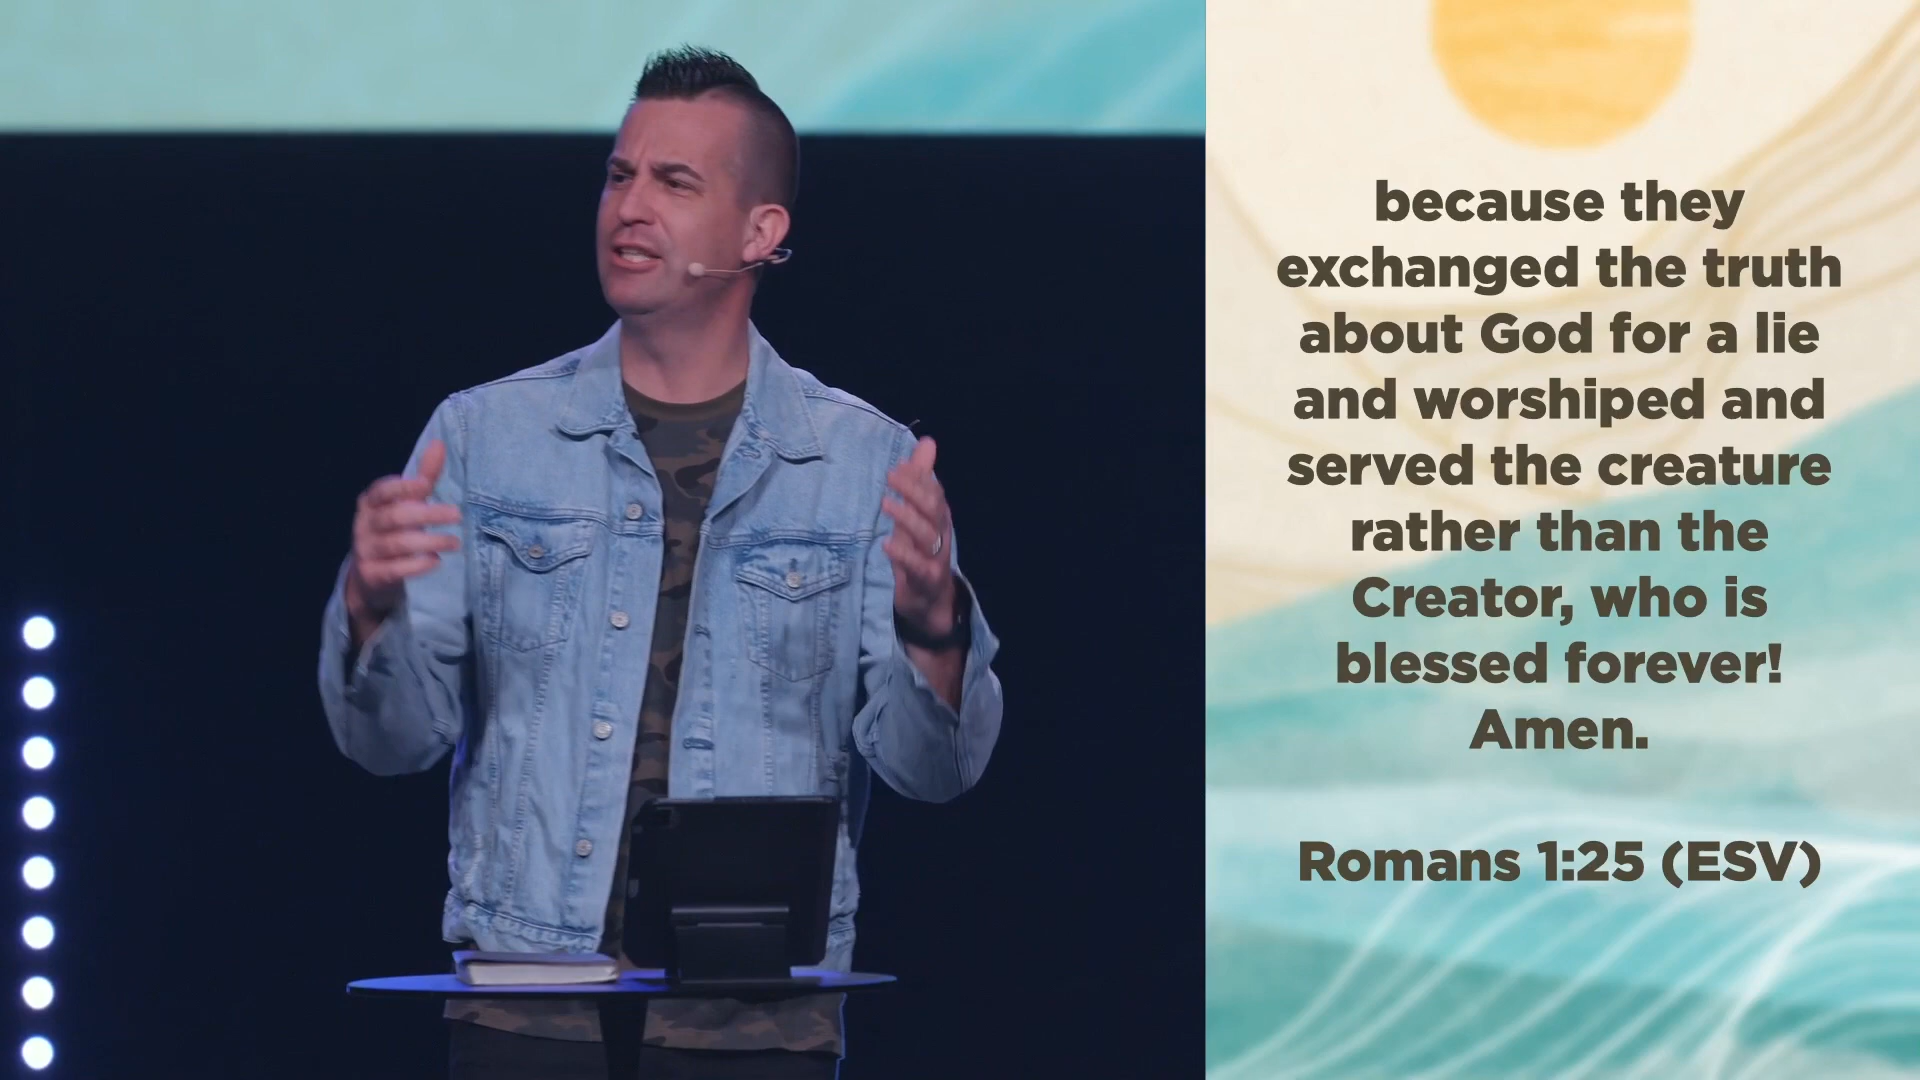 because they
exchanged the truth
about God for a lie
and worshiped and
served the creature
rather than the
Creator, who is
blessed forever!
Amen.
Romans 1:25 (ESV)